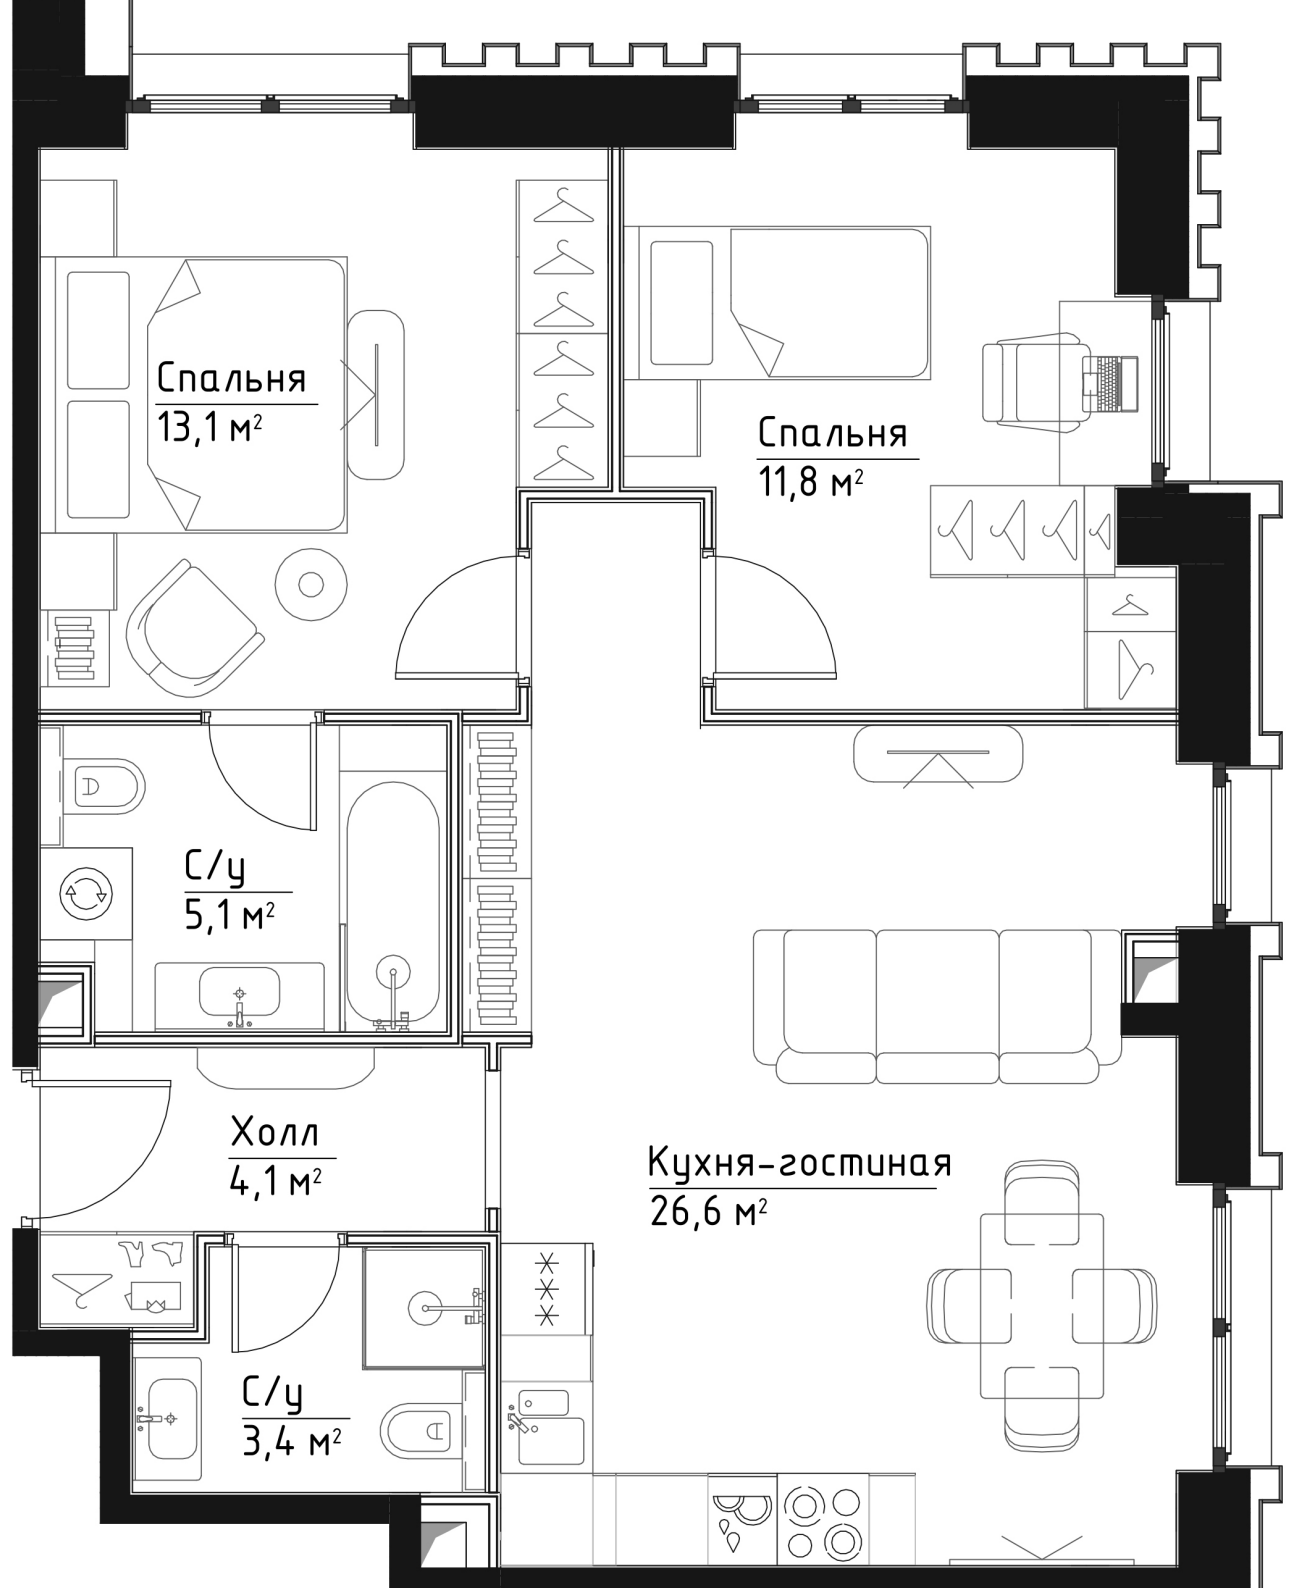 Спальня
13,1 м²
Спальня
11,8 м²
С/у
5,1 м²
Холл
4,1 м²
Кухня-гостиная
26,6 м²
С/у
3,4 м²